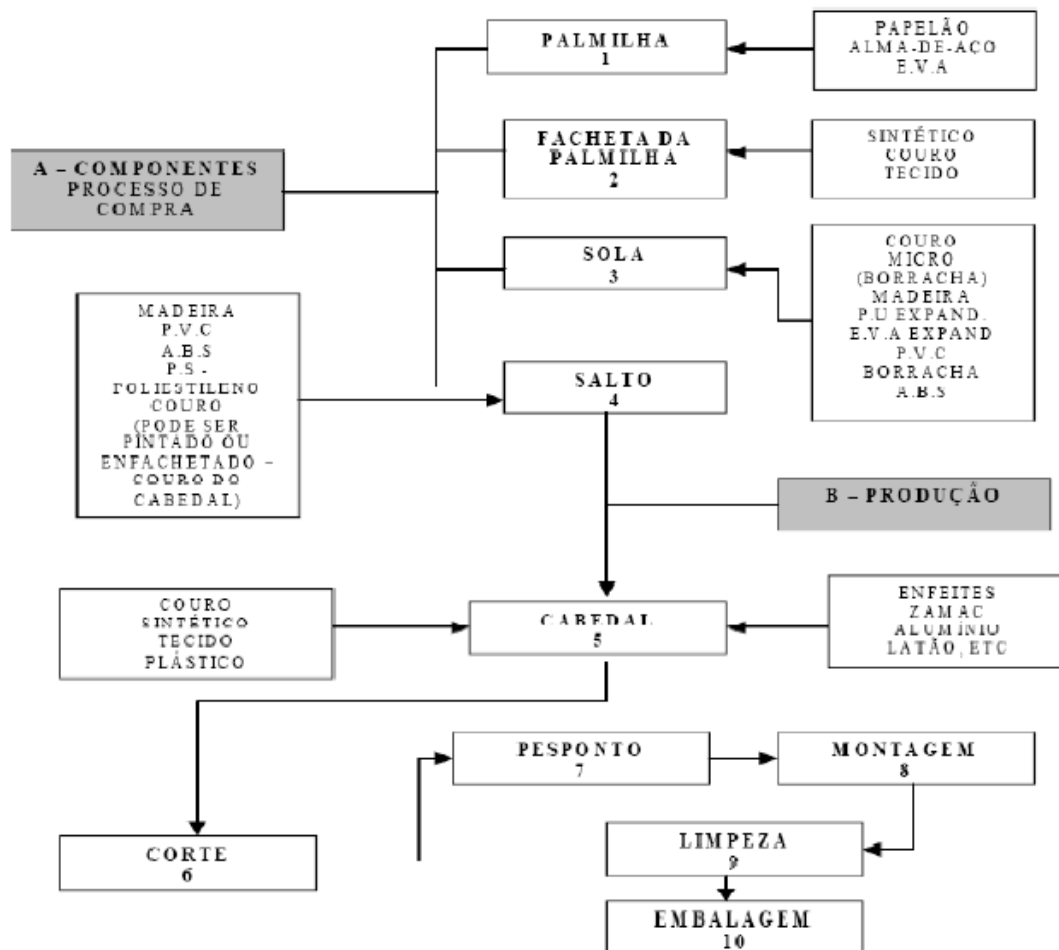 PALMILHA
1
PAPELÃO
ALMA-DE-AÇO
E.V.A
FACHETA DA
PALMILHA
2
SINTÉTICO
COURO
TECIDO
A – COMPONENTES
PROCESSO DE
COMPRA
SOLA
3
COURO
MICRO
(BORRACHA)
MADEIRA
P.U EXPAND.
E.V.A EXPAND
P.V.C
BORRACHA
A.B.S
MADEIRA
P.V.C
A.B.S
P.S -
POLIESTILENO
COURO
(PODE SER
PINTADO OU
ENFACHETADO –
COURO DO
CABEDAL)
SALTO
4
B – PRODUÇÃO
COURO
SINTÉTICO
TECIDO
PLÁSTICO
CABEDAL
5
ENFEITES
ZAMAC
ALUMÍNIO
LATÃO, ETC
PESPONTO
7
MONTAGEM
8
CORTE
6
LIMPEZA
9
EMBALAGEM
10